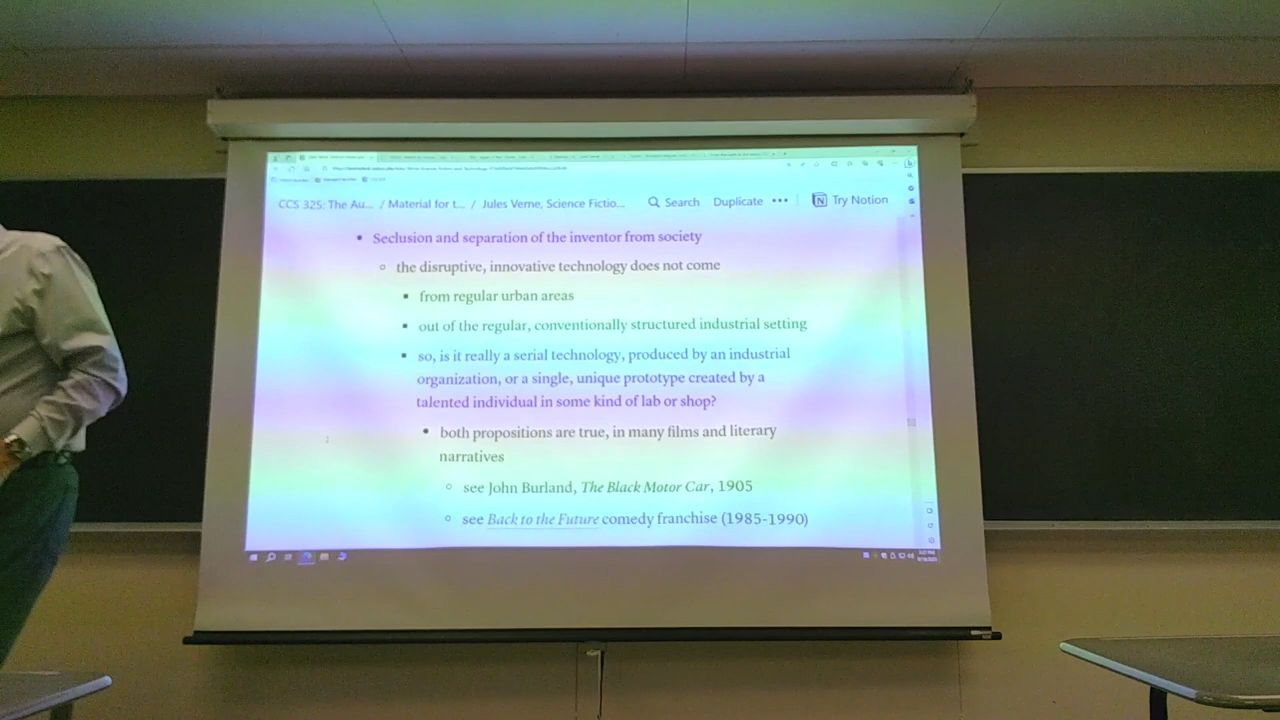 CCS 325: The Au... / Material for t... / Jules Verne, Science Fictio... Search Duplicate ••• Try Notion
• Seclusion and separation of the inventor from society
◦ the disruptive, innovative technology does not come
▪ from regular urban areas
▪ out of the regular, conventionally structured industrial setting
▪ so, is it really a serial technology, produced by an industrial
organization, or a single, unique prototype created by a
talented individual in some kind of lab or shop?
• both propositions are true, in many films and literary
narratives
◦ see John Burland, The Black Motor Car, 1905
◦ see Back to the Future comedy franchise (1985-1990)